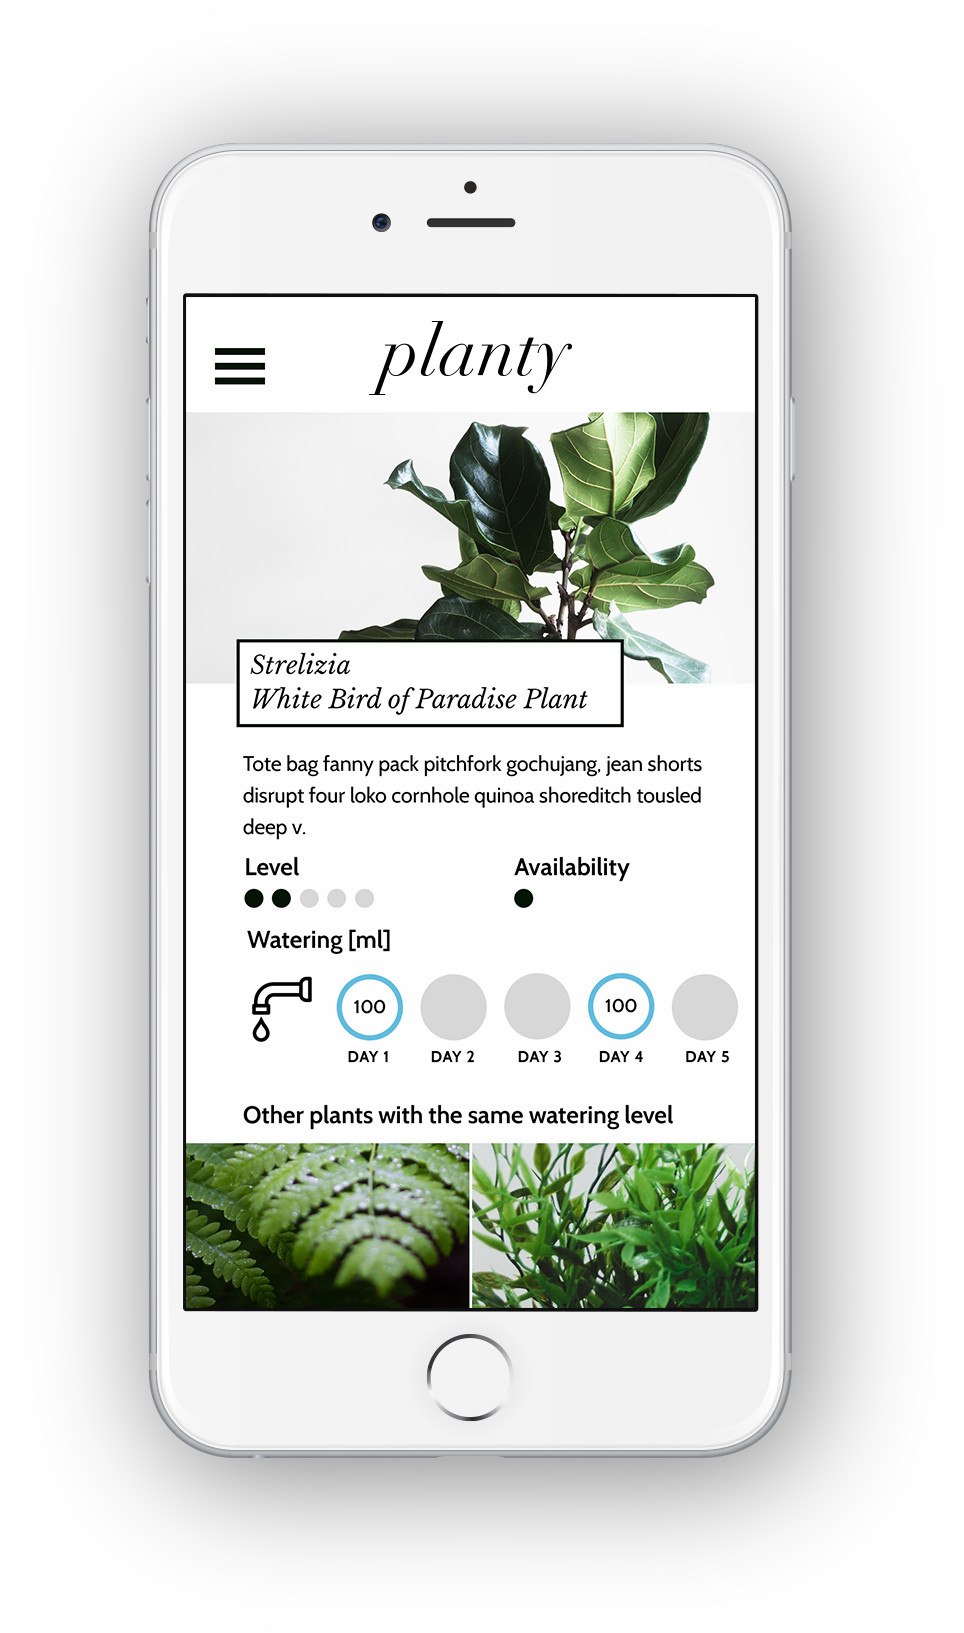 planty
Strelizia
White Bird of Paradise Plant
Tote bag fanny pack pitchfork gochujang, jean shorts
disrupt four loko cornhole quinoa shoreditch tousled
deep v.
Level
Availability
Watering [ml]
100
100
DAY 1
DAY 2
DAY 3
DAY 4
DAY 5
Other plants with the same watering level